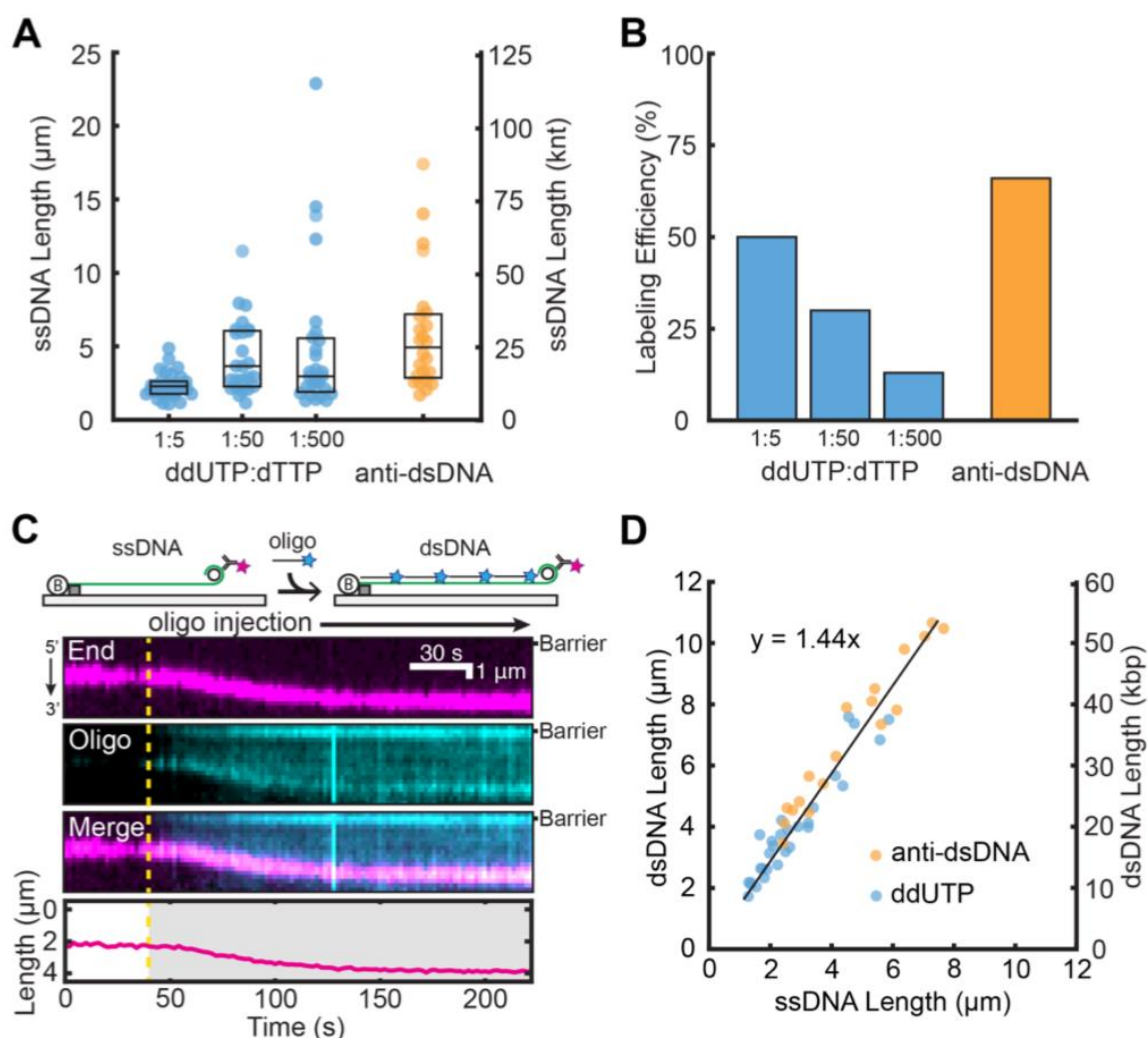 A
25
20
15
10
5
0
ssDNA Length (µm)
125
100
75
50
25
0
ssDNA Length (knt)
1:5 1:50 1:500
ddUTP:dTTP anti-dsDNA
B
100
75
50
25
0
Labeling Efficiency (%)
1:5 1:50 1:500
ddUTP:dTTP anti-dsDNA
C
ssDNA oligo dsDNA
B B
oligo injection
End
5'
3'
30 s
1 µm
Barrier
Oligo
Barrier
Merge
Barrier
Length (µm)
0
2
4
0 50 100 150 200
Time (s)
D
12
10
8
6
4
2
0
dsDNA Length (µm)
y = 1.44x
anti-dsDNA
ddUTP
60
50
40
30
20
10
0
dsDNA Length (kbp)
0 2 4 6 8 10 12
ssDNA Length (µm)